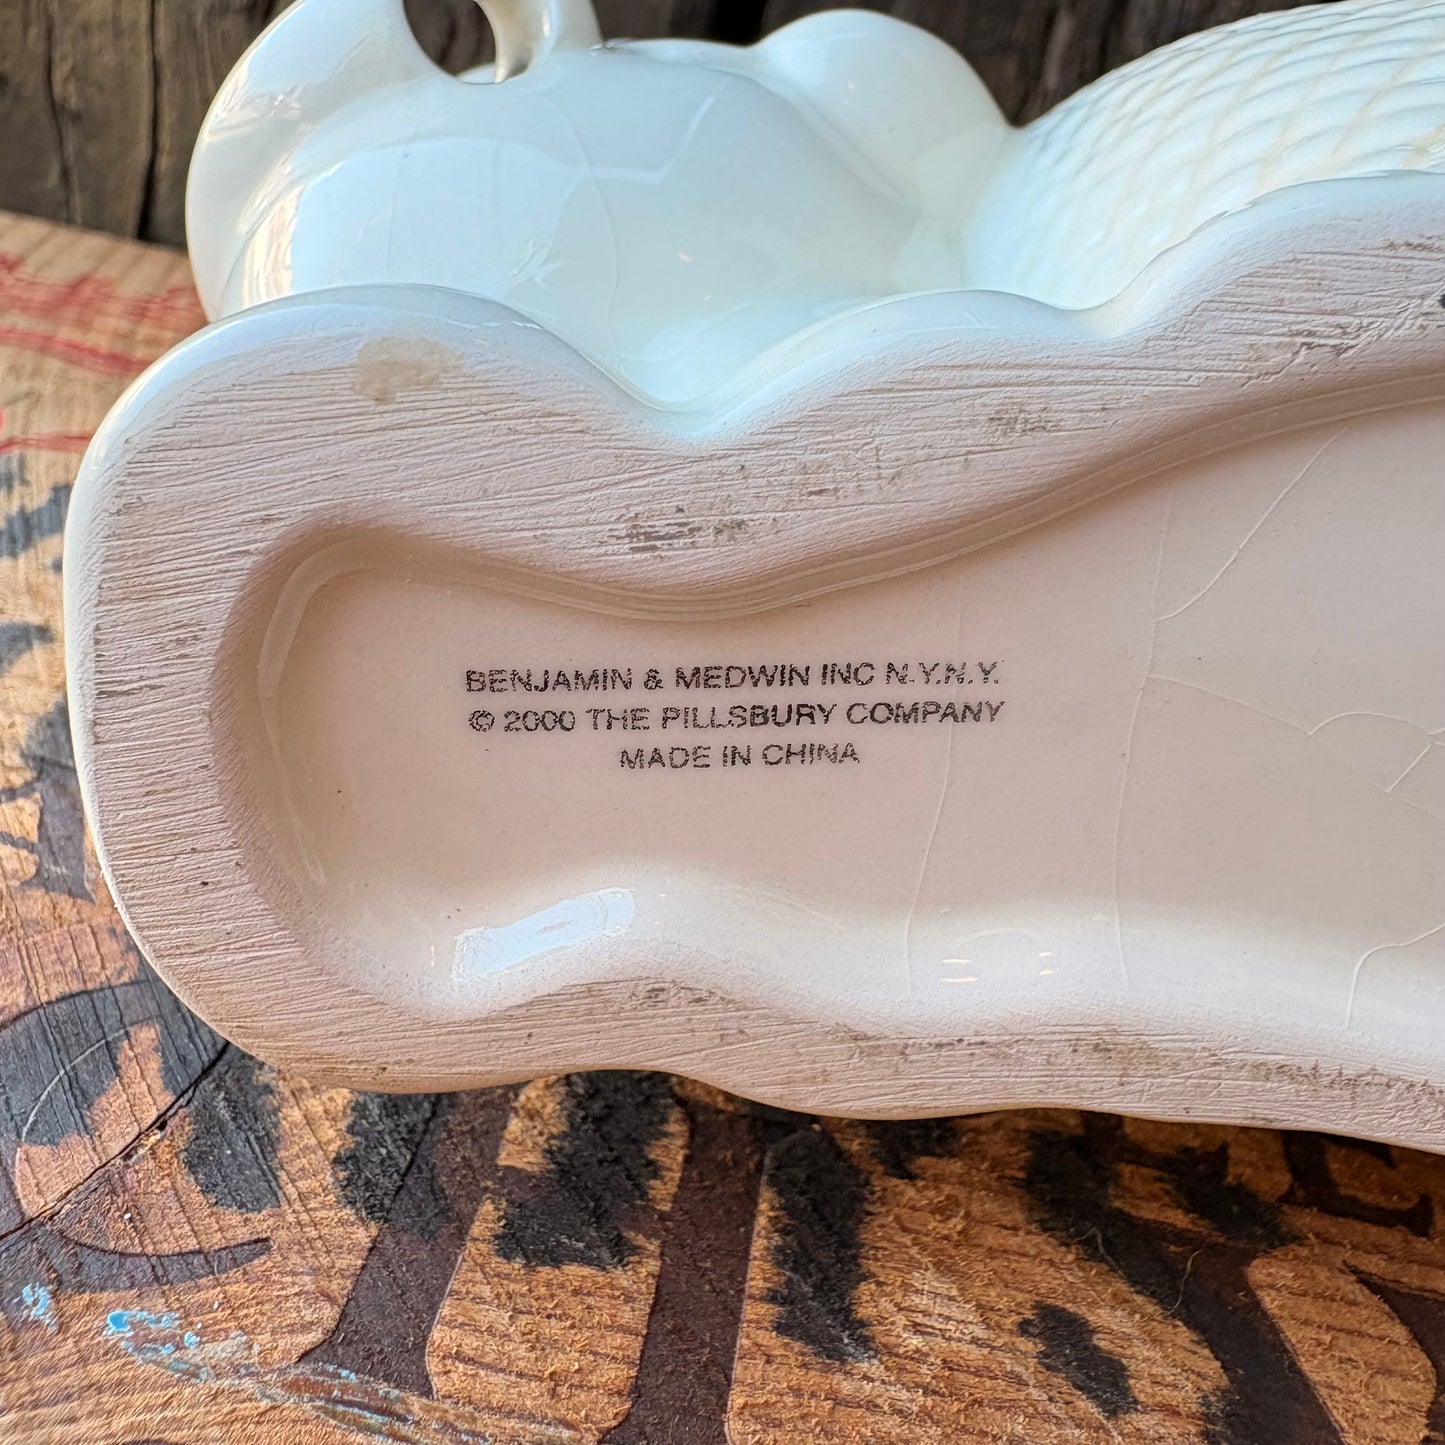 BENJAMIN & MEDWIN INC N.Y.N.Y.
© 2000 THE PILLSBURY COMPANY
MADE IN CHINA